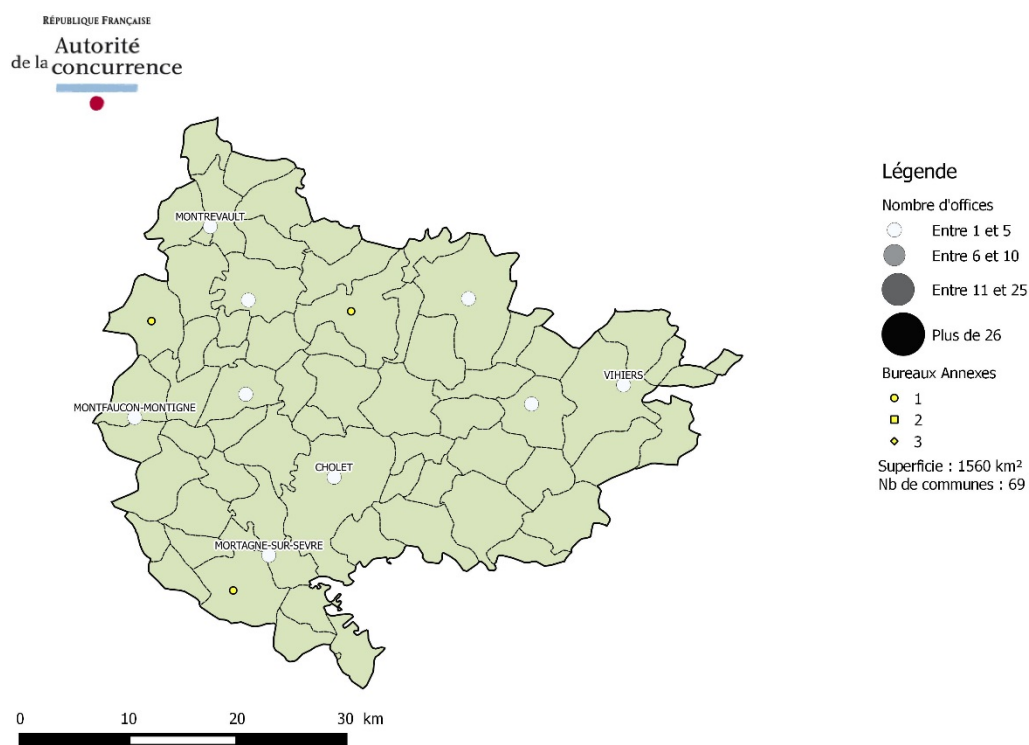 RÉPUBLIQUE FRANÇAISE
Autorité
de la concurrence
MONTREVAULT
VIHIERS
MONTFAUCON-MONTIGNE
CHOLET
MORTAGNE-SUR-SEVRE
Légende
Nombre d'offices
Entre 1 et 5
Entre 6 et 10
Entre 11 et 25
Plus de 26
Bureaux Annexes
1
2
3
Superficie : 1560 km²
Nb de communes : 69
0 10 20 30 km